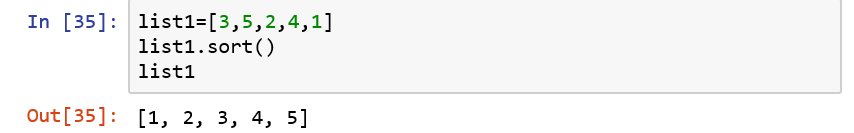 In [35]: list1=[3,5,2,4,1]
list1.sort()
list1
Out[35]: [1, 2, 3, 4, 5]